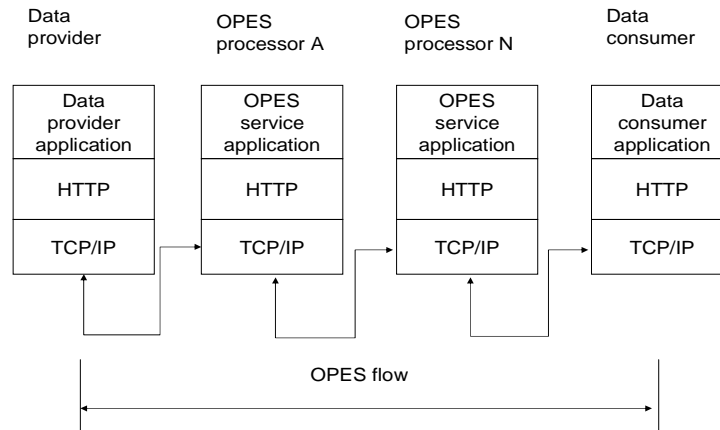 Data
provider
OPES
processor A
OPES
processor N
Data
consumer
Data
provider
application
OPES
service
application
OPES
service
application
Data
consumer
application
HTTP
HTTP
HTTP
HTTP
TCP/IP
TCP/IP
TCP/IP
TCP/IP
OPES flow